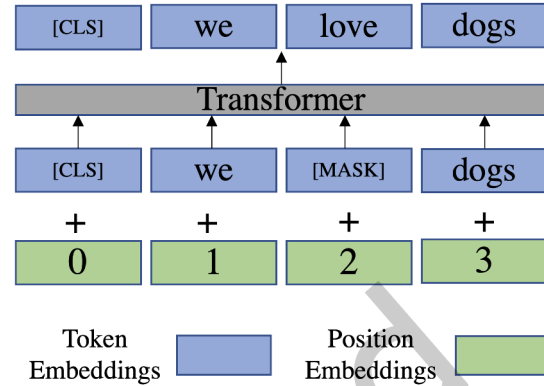 [CLS] we love dogs
Transformer
[CLS] we [MASK] dogs
+ + + +
0 1 2 3
Token Embeddings
Position Embeddings